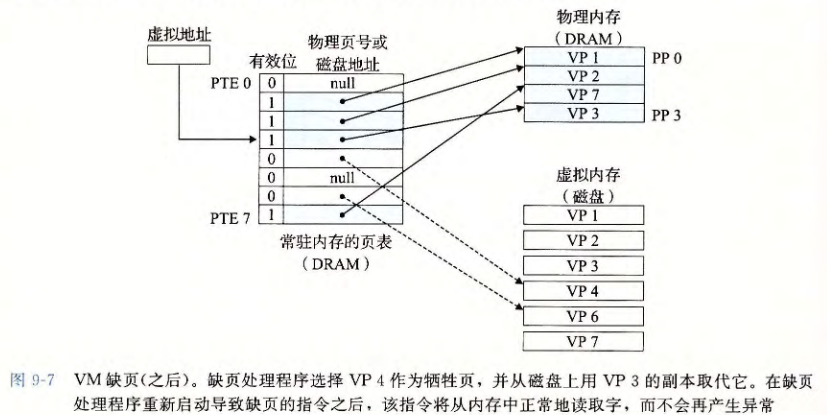 虚拟地址
物理页号或
有效位 磁盘地址
PTE 0 0 null
1
1
1
0
0 null
0
PTE 7 1
常驻内存的页表
(DRAM)
物理内存
(DRAM)
VP 1 PP 0
VP 2
VP 7
VP 3 PP 3
虚拟内存
(磁盘)
VP 1
VP 2
VP 3
VP 4
VP 6
VP 7
图 9-7 VM 缺页(之后)。缺页处理程序选择 VP 4 作为牺牲页，并从磁盘上用 VP 3 的副本取代它。在缺页
处理程序重新启动导致缺页的指令之后，该指令将从内存中正常地读取字，而不会再产生异常